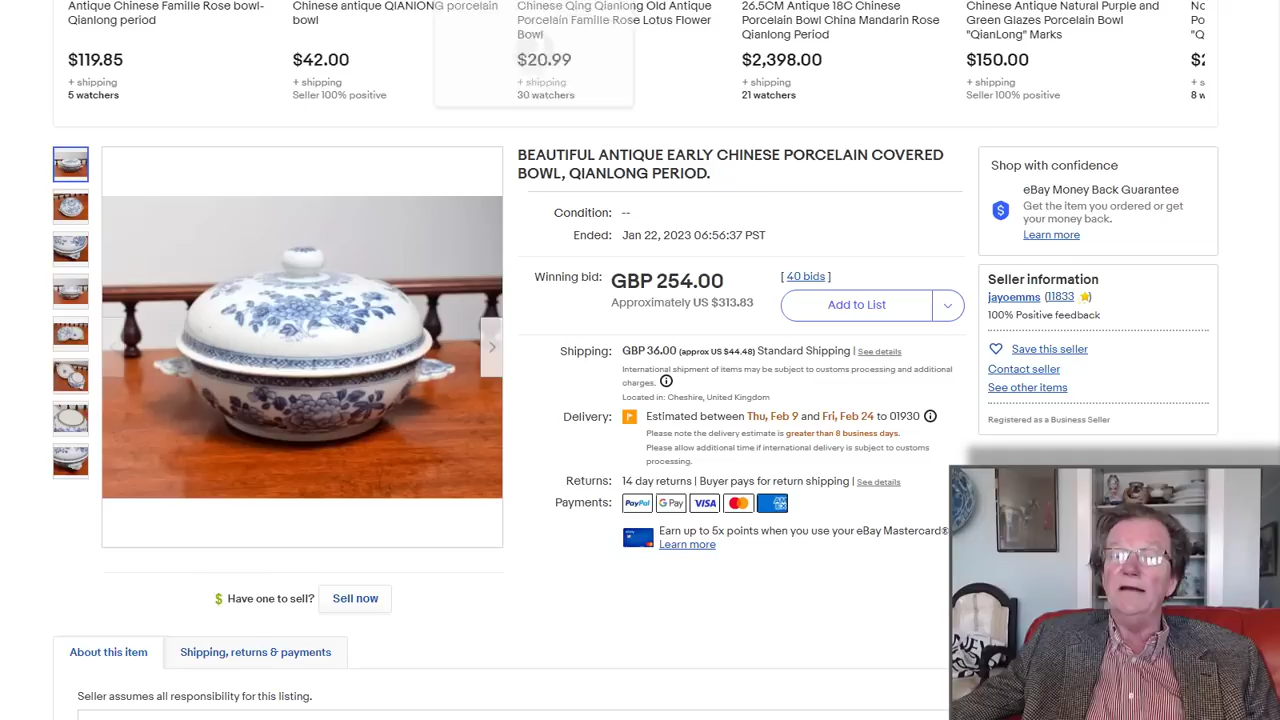 Antique Chinese Famille Rose bowl-
Qianlong period
$119.85
+ shipping
5 watchers
Chinese antique QIANLONG porcelain
bowl
$42.00
+ shipping
Seller 100% positive
Chinese Qing Qianlong Old Antique
Porcelain Famille Rose Lotus Flower
Bowl
$20.99
+ shipping
30 watchers
26.5CM Antique 18C Chinese
Porcelain Bowl China Mandarin Rose
Qianlong Period
$2,398.00
+ shipping
21 watchers
Chinese Antique Natural Purple and
Green Glazes Porcelain Bowl
"QianLong" Marks
$150.00
+ shipping
Seller 100% positive
Po
"Q
+ s
8 w
BEAUTIFUL ANTIQUE EARLY CHINESE PORCELAIN COVERED
BOWL, QIANLONG PERIOD.
Condition: --
Ended: Jan 22, 2023 06:56:37 PST
Winning bid: GBP 254.00 [ 40 bids ]
Approximately US $313.83
Add to List
Shipping: GBP 36.00 (approx US $44.48) Standard Shipping | See details
International shipment of items may be subject to customs processing and additional
charges.
Located in: Cheshire, United Kingdom
Delivery: Estimated between Thu, Feb 9 and Fri, Feb 24 to 01930
Please note the delivery estimate is greater than 8 business days.
Please allow additional time if international delivery is subject to customs
processing.
Returns: 14 day returns | Buyer pays for return shipping | See details
Payments: PayPal G Pay VISA
Earn up to 5x points when you use your eBay Mastercard®
Learn more
Shop with confidence
eBay Money Back Guarantee
Get the item you ordered or get
your money back.
Learn more
Seller information
jayoemms (11833 )
100% Positive feedback
Save this seller
Contact seller
See other items
Registered as a Business Seller
Have one to sell? Sell now
About this item
Shipping, returns & payments
Seller assumes all responsibility for this listing.